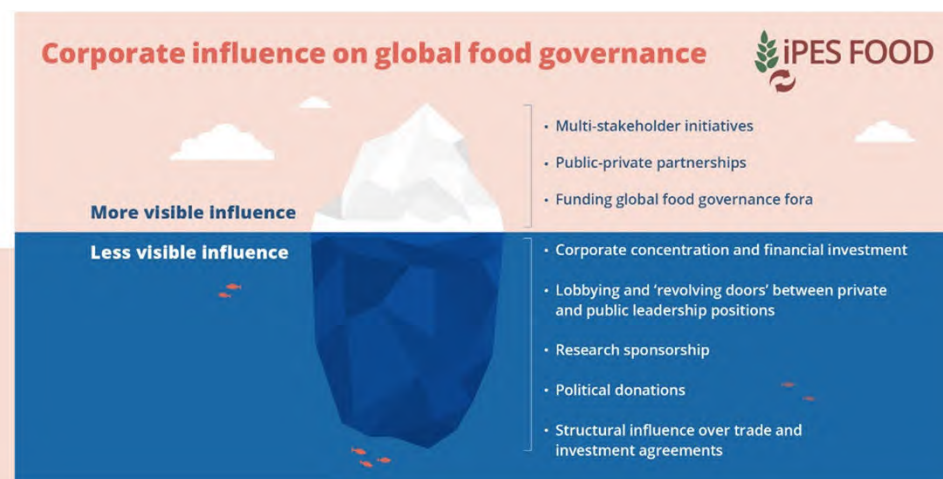 Corporate influence on global food governance
iPES FOOD
• Multi-stakeholder initiatives
• Public-private partnerships
• Funding global food governance fora
More visible influence
Less visible influence
• Corporate concentration and financial investment
• Lobbying and ‘revolving doors’ between private
and public leadership positions
• Research sponsorship
• Political donations
• Structural influence over trade and
investment agreements